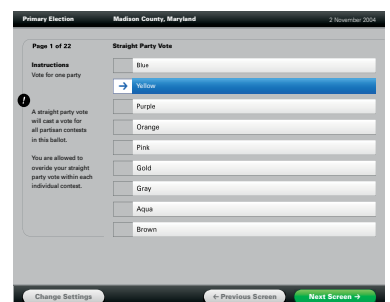 Primary Election
Madison County, Maryland
2 November 2004
Page 1 of 22
Straight Party Vote
Instructions
Vote for one party
!
A straight party vote
will cast a vote for
all partisan contests
in this ballot.
You are allowed to
overide your straight
party vote within each
individual contest.
Blue
→ Yellow
Purple
Orange
Pink
Gold
Gray
Aqua
Brown
Change Settings
← Previous Screen
Next Screen →